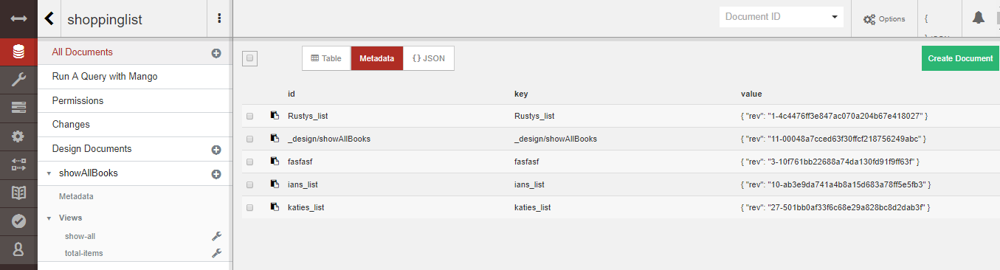 shoppinglist
Document ID
Options
{
All Documents
Run A Query with Mango
Permissions
Changes
Design Documents
showAllBooks
Metadata
Views
show-all
total-items
Table Metadata {} JSON
Create Document
id key value
Rustys_list Rustys_list { "rev": "1-4c4476ff3e847ac070a204b67e418027" }
_design/showAllBooks _design/showAllBooks { "rev": "11-00048a7cced63f30ffcf218756249abc" }
fasfasf fasfasf { "rev": "3-10f761bb22688a74da130fd91f9ff63f" }
ians_list ians_list { "rev": "10-ab3e9da741a4b8a15d683a78ff5e5fb3" }
katies_list katies_list { "rev": "27-501bb0af33f6c68e29a828bc8d2dab3f" }